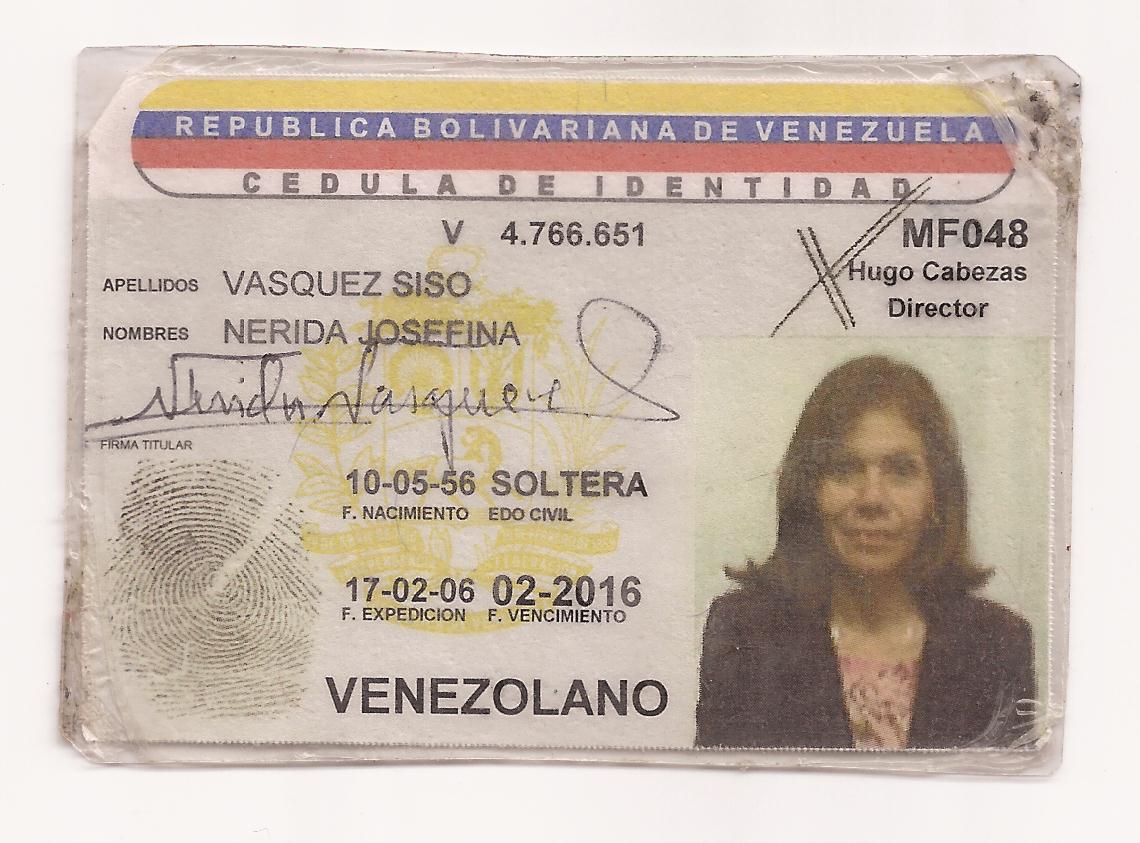 REPUBLICA BOLIVARIANA DE VENEZUELA
CEDULA DE IDENTIDAD
V 4.766.651
MF048
Hugo Cabezas
Director
APELLIDOS VASQUEZ SISO
NOMBRES NERIDA JOSEFINA
Nerida Vasquez
FIRMA TITULAR
10-05-56 SOLTERA
F. NACIMIENTO EDO CIVIL
17-02-06 02-2016
F. EXPEDICION F. VENCIMIENTO
VENEZOLANO